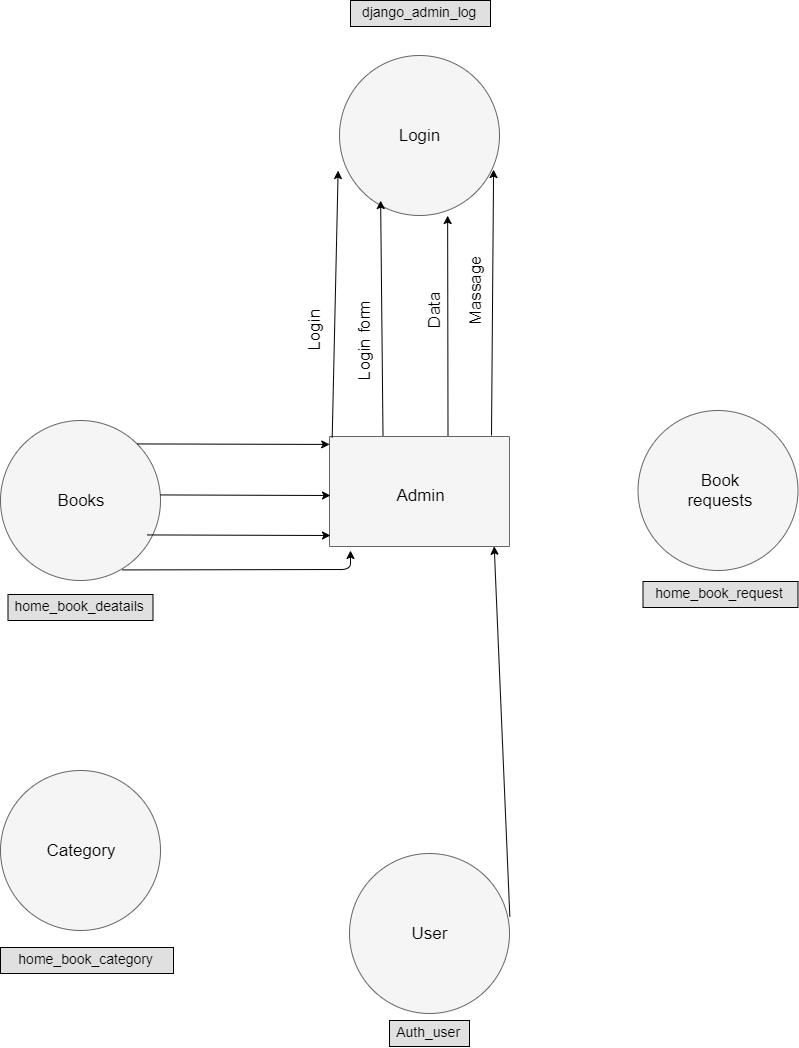 django_admin_log
Login
Login
Login form
Data
Massage
Books
Admin
Book
requests
home_book_deatails
home_book_request
Category
User
home_book_category
Auth_user